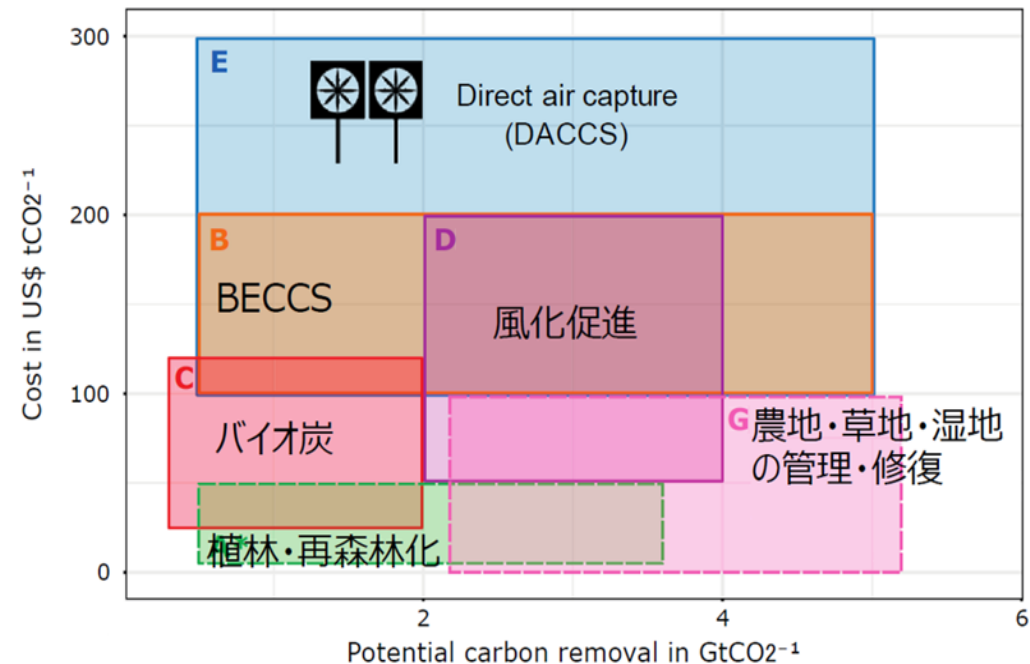 Cost in US$ tCO2⁻¹
300
200
100
0
E
Direct air capture
(DACCS)
B
BECCS
D
風化促進
C
バイオ炭
G
農地・草地・湿地
の管理・修復
植林・再森林化
2
4
6
Potential carbon removal in GtCO2⁻¹